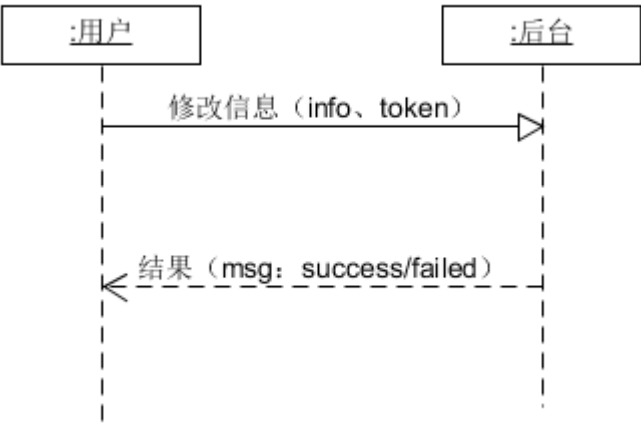 :用户
:后台
修改信息（info、token）
结果（msg：success/failed）